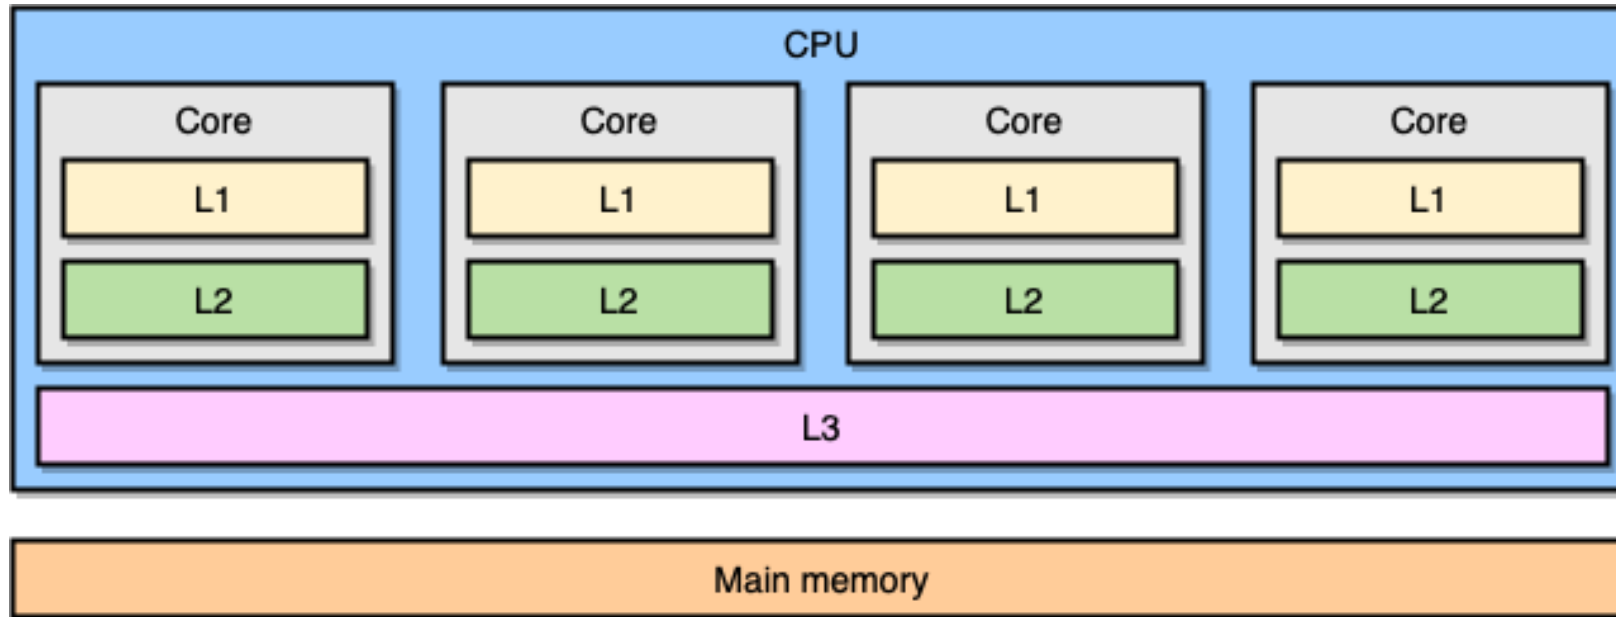 CPU
Core Core Core Core
L1 L1 L1 L1
L2 L2 L2 L2
L3
Main memory